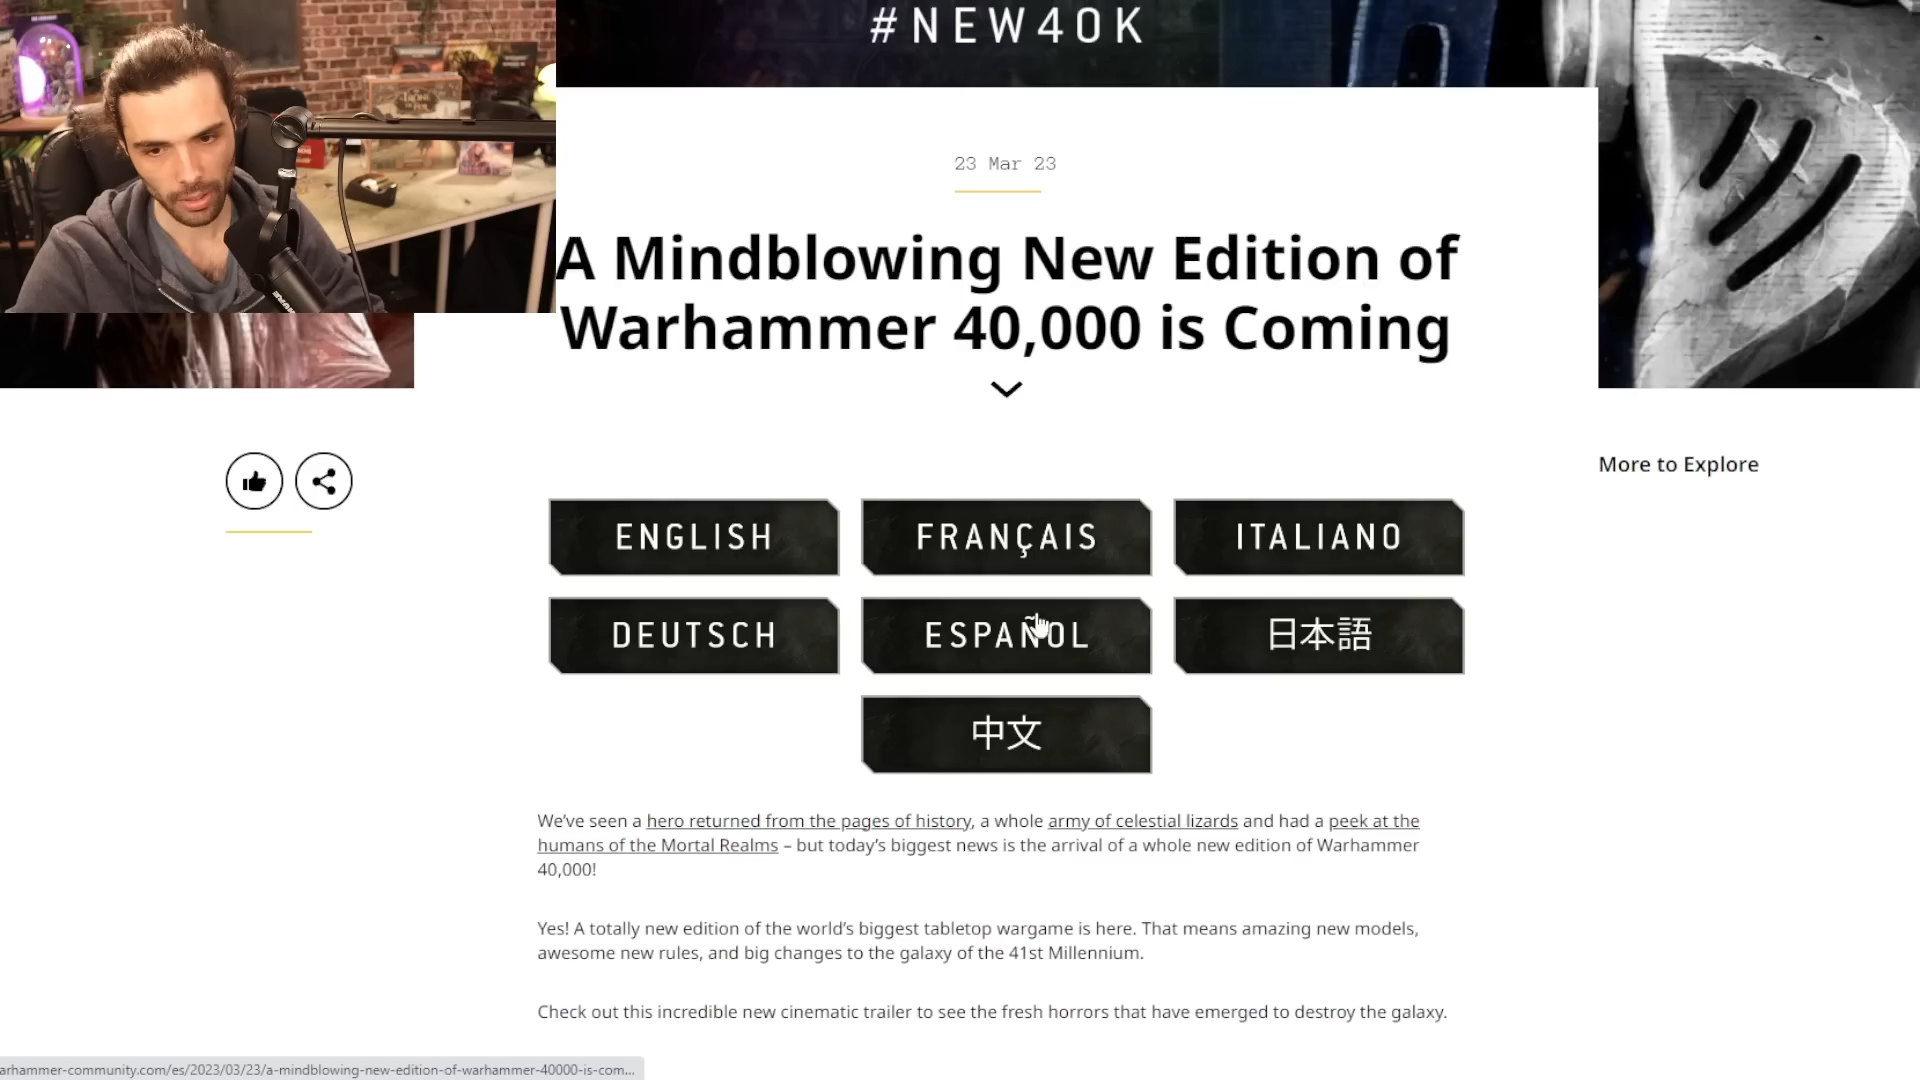 #NEW40K
23 Mar 23
A Mindblowing New Edition of
Warhammer 40,000 is Coming
More to Explore
ENGLISH
FRANÇAIS
ITALIANO
DEUTSCH
ESPAÑOL
日本語
中文
We've seen a hero returned from the pages of history, a whole army of celestial lizards and had a peek at the
humans of the Mortal Realms – but today's biggest news is the arrival of a whole new edition of Warhammer
40,000!
Yes! A totally new edition of the world's biggest tabletop wargame is here. That means amazing new models,
awesome new rules, and big changes to the galaxy of the 41st Millennium.
Check out this incredible new cinematic trailer to see the fresh horrors that have emerged to destroy the galaxy.
arhammer-community.com/es/2023/03/23/a-mindblowing-new-edition-of-warhammer-40000-is-com...